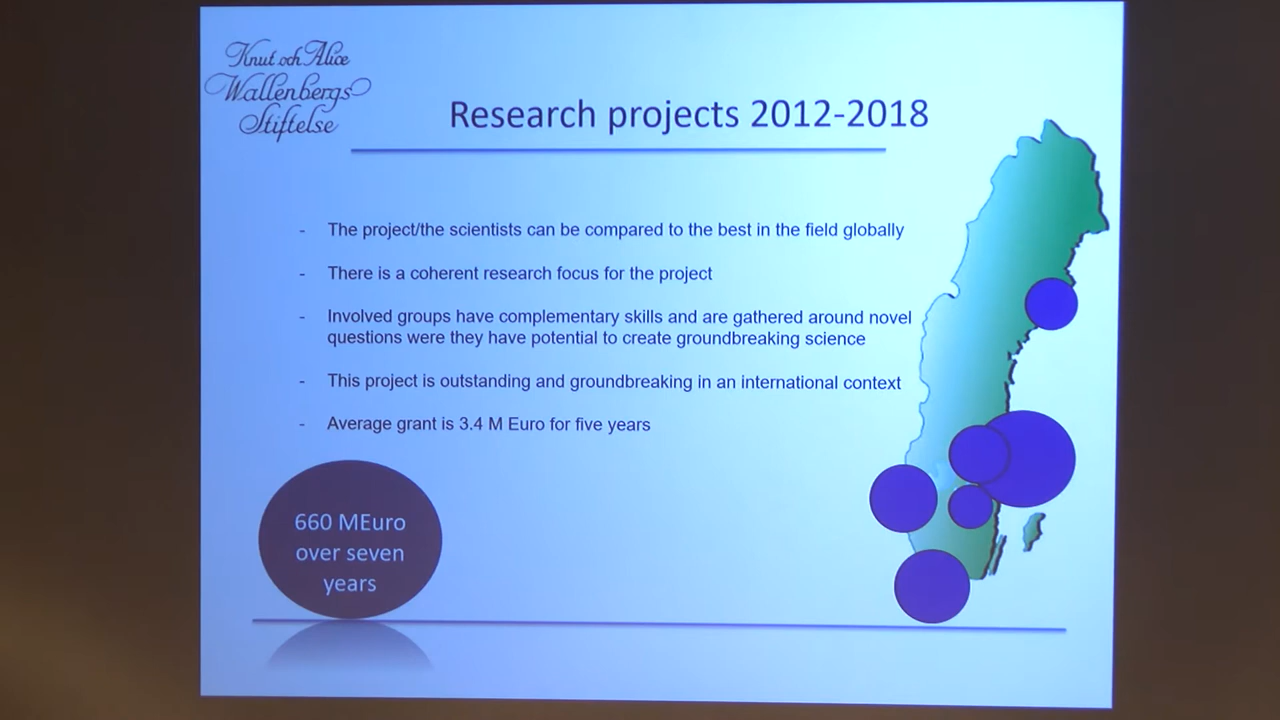 Knut och Alice
Wallenbergs
Stiftelse
Research projects 2012-2018
- The project/the scientists can be compared to the best in the field globally
- There is a coherent research focus for the project
- Involved groups have complementary skills and are gathered around novel
questions were they have potential to create groundbreaking science
- This project is outstanding and groundbreaking in an international context
- Average grant is 3.4 M Euro for five years
660 MEuro
over seven
years